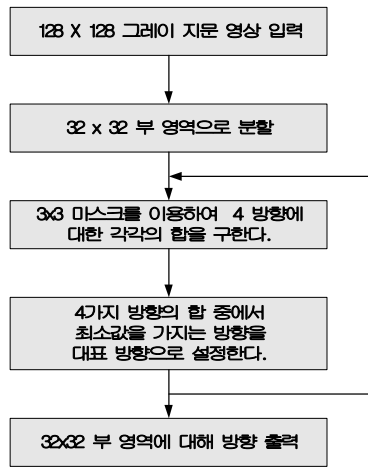 128 X 128 그레이 지문 영상 입력
32 x 32 부 영역으로 분할
3x3 마스크를 이용하여 4 방향에
대한 각각의 합을 구한다.
4가지 방향의 합 중에서
최소값을 가지는 방향을
대표 방향으로 설정한다.
32x32 부 영역에 대해 방향 출력